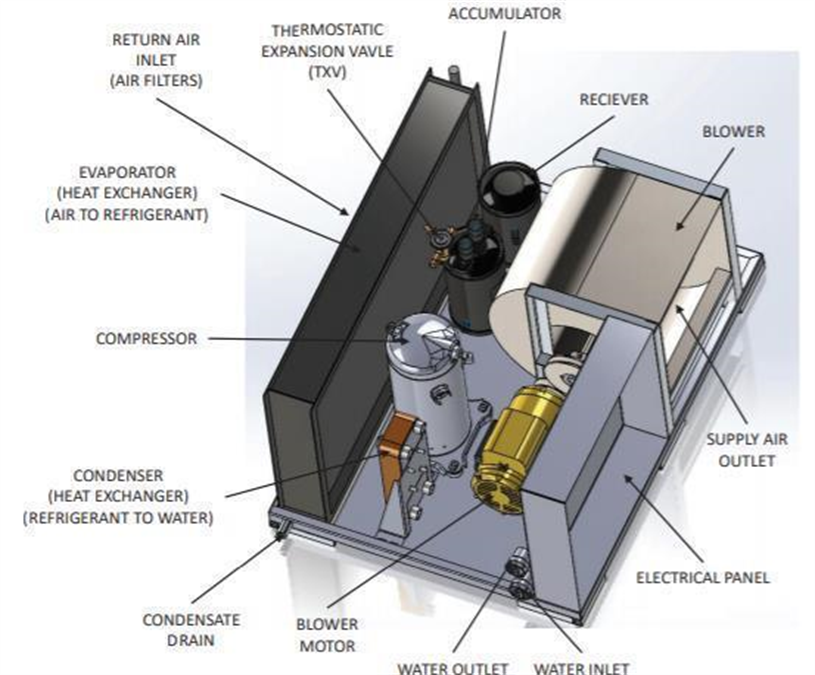 ACCUMULATOR
THERMOSTATIC
EXPANSION VAVLE
(TXV)
RETURN AIR
INLET
(AIR FILTERS)
RECIEVER
BLOWER
EVAPORATOR
(HEAT EXCHANGER)
(AIR TO REFRIGERANT)
COMPRESSOR
SUPPLY AIR
OUTLET
CONDENSER
(HEAT EXCHANGER)
(REFRIGERANT TO WATER)
ELECTRICAL PANEL
CONDENSATE
DRAIN
BLOWER
MOTOR
WATER OUTLET
WATER INLET